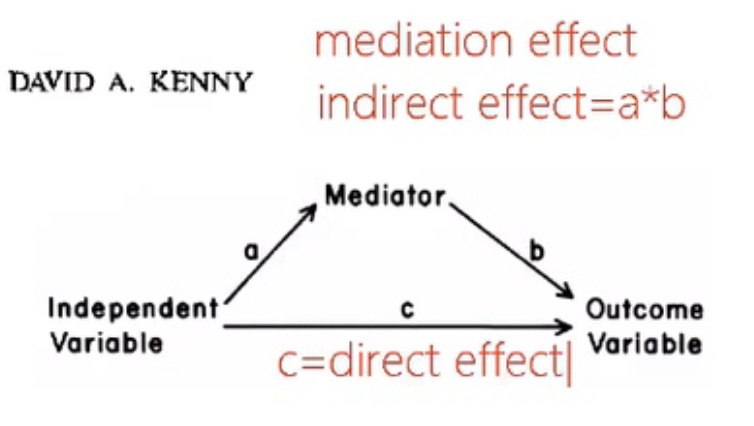 mediation effect
DAVID A. KENNY
indirect effect=a*b
Mediator
a
b
Independent
Variable
c
Outcome
Variable
c=direct effect|